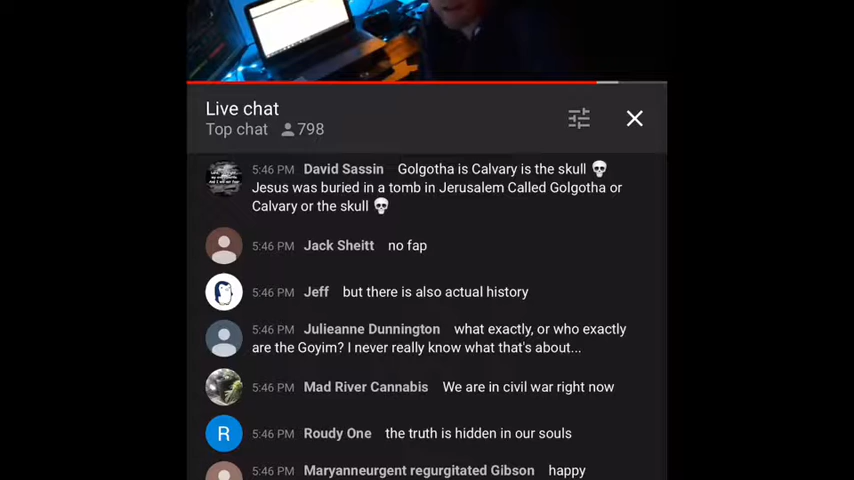 Live chat
Top chat 798
5:46 PM David Sassin Golgotha is Calvary is the skull 💀
Jesus was buried in a tomb in Jerusalem Called Golgotha or
Calvary or the skull 💀
5:46 PM Jack Sheitt no fap
5:46 PM Jeff but there is also actual history
5:46 PM Julieanne Dunnington what exactly, or who exactly
are the Goyim? I never really know what that's about...
5:46 PM Mad River Cannabis We are in civil war right now
R
5:46 PM Roudy One the truth is hidden in our souls
5:46 PM Maryanneurgent regurgitated Gibson happy